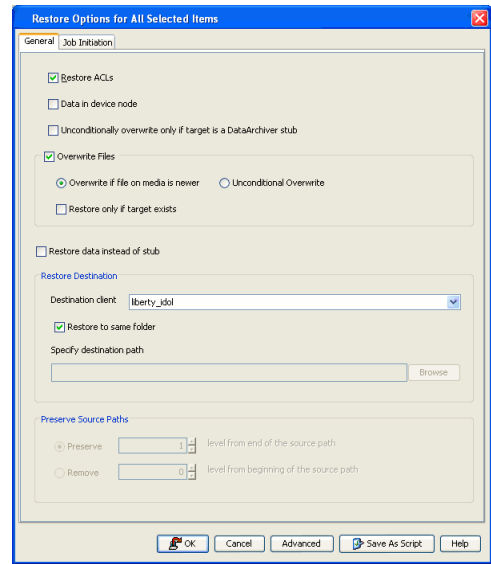 Restore Options for All Selected Items
General Job Initiation
Restore ACLs
Data in device node
Unconditionally overwrite only if target is a DataArchiver stub
Overwrite Files
Overwrite if file on media is newer Unconditional Overwrite
Restore only if target exists
Restore data instead of stub
Restore Destination
Destination client liberty_idol
Restore to same folder
Specify destination path
Browse
Preserve Source Paths
Preserve 1 level from end of the source path
Remove 0 level from beginning of the source path
OK Cancel Advanced Save As Script Help